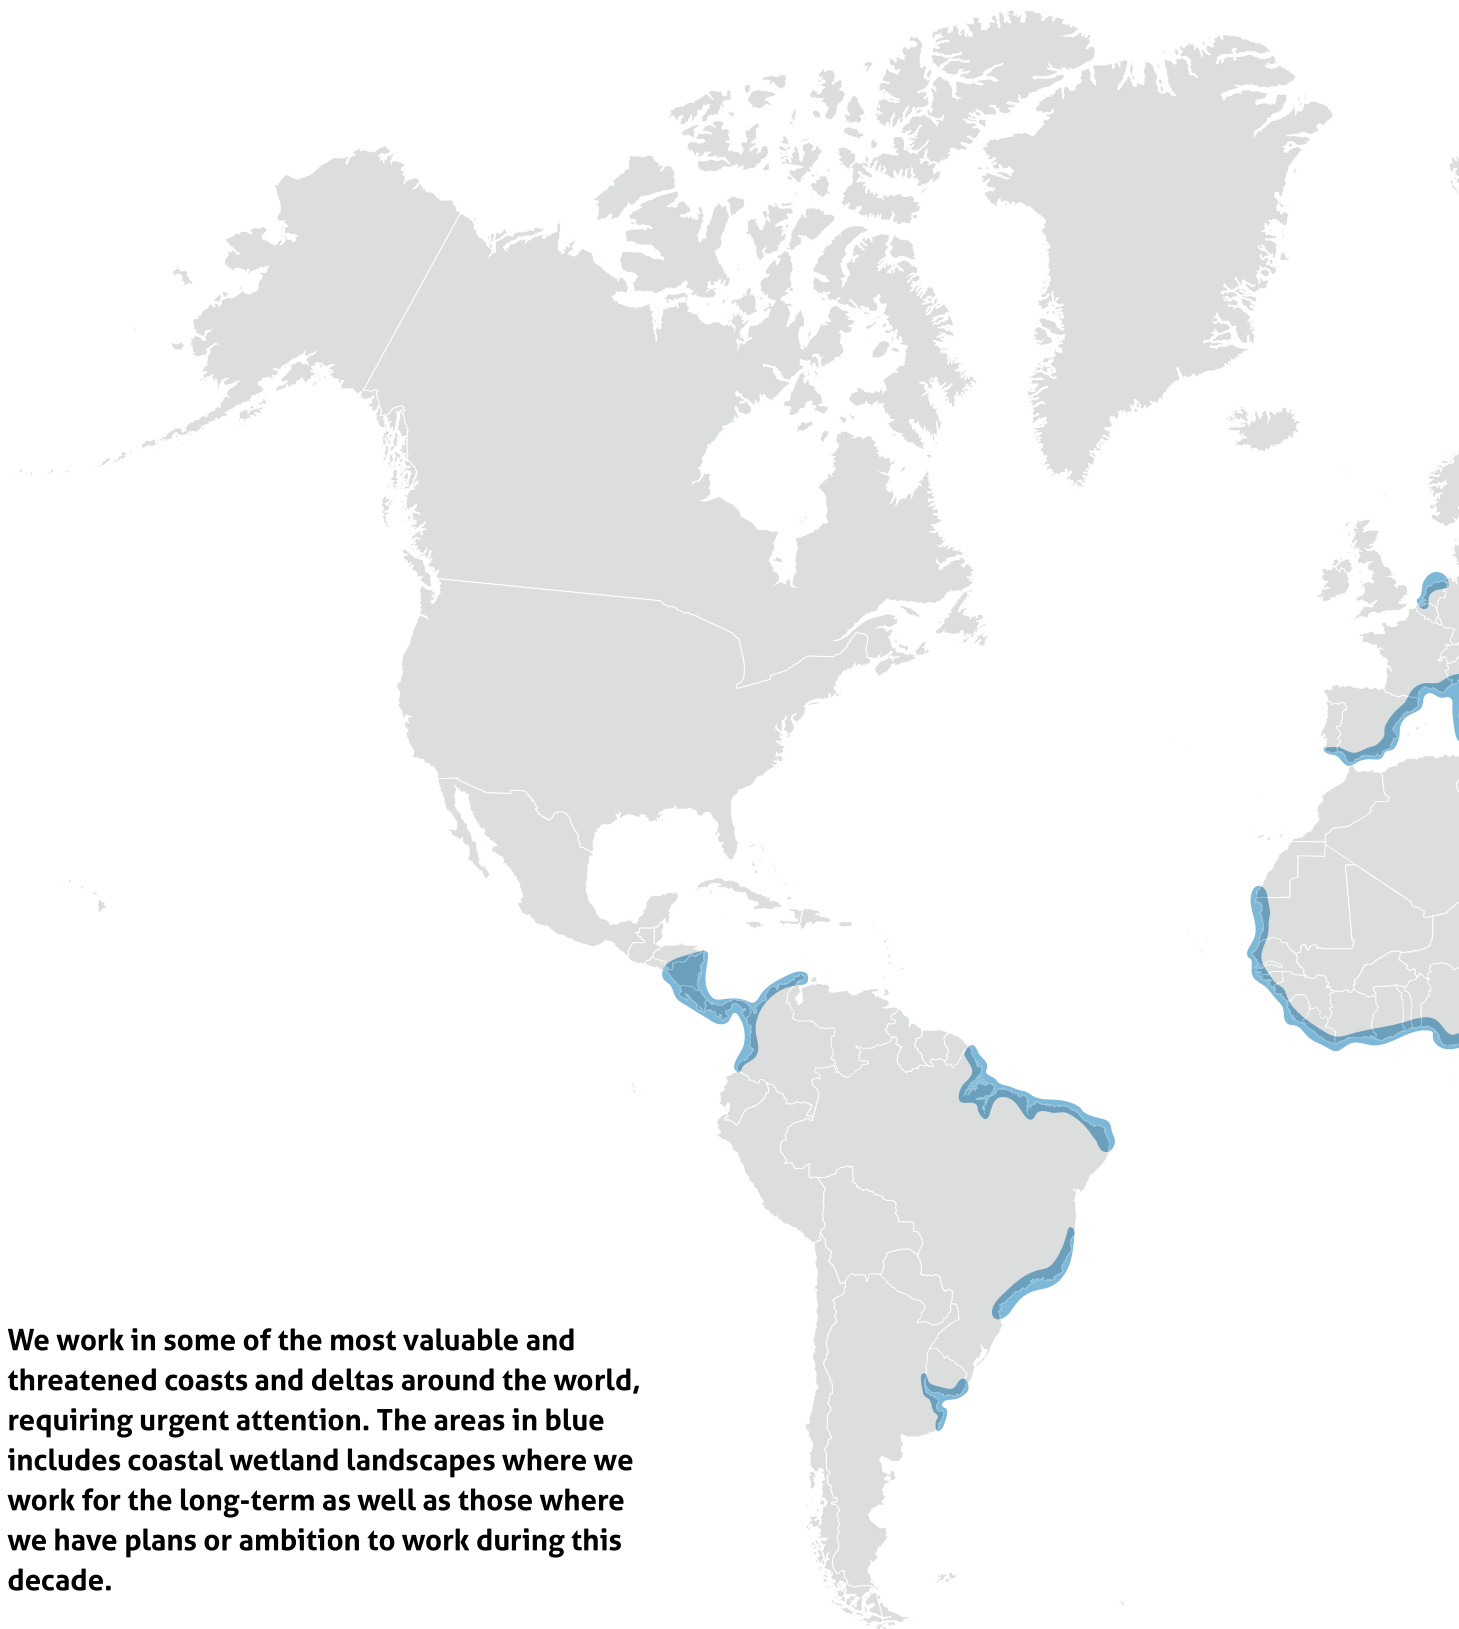 We work in some of the most valuable and
threatened coasts and deltas around the world,
requiring urgent attention. The areas in blue
includes coastal wetland landscapes where we
work for the long-term as well as those where
we have plans or ambition to work during this
decade.